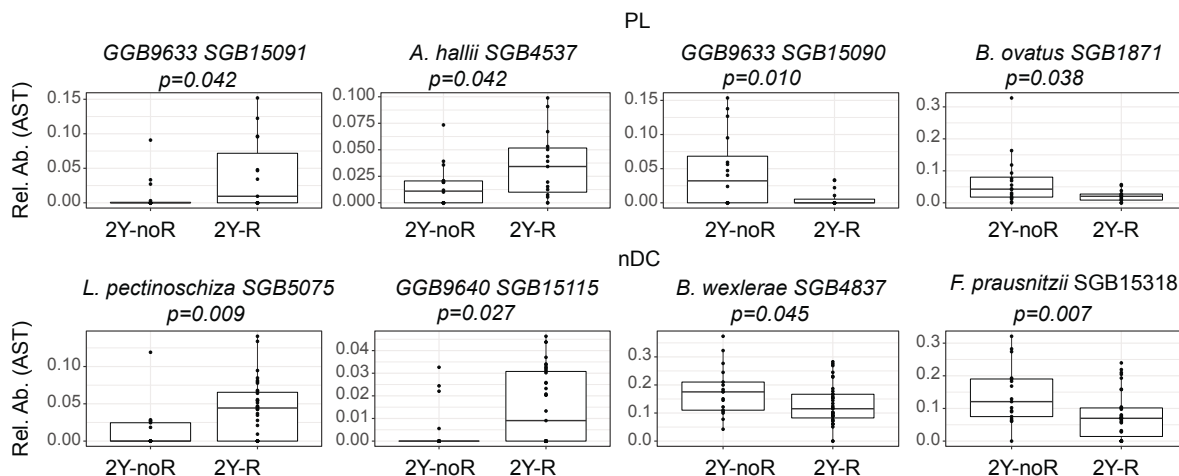 PL
GGB9633 SGB15091
p=0.042
A. hallii SGB4537
p=0.042
GGB9633 SGB15090
p=0.010
B. ovatus SGB1871
p=0.038
Rel. Ab. (AST)
0.15
0.10
0.05
0.00
2Y-noR 2Y-R
0.100
0.075
0.050
0.025
0.000
2Y-noR 2Y-R
0.15
0.10
0.05
0.00
2Y-noR 2Y-R
0.3
0.2
0.1
0.0
2Y-noR 2Y-R
nDC
L. pectinoschiza SGB5075
p=0.009
GGB9640 SGB15115
p=0.027
B. wexlerae SGB4837
p=0.045
F. prausnitzii SGB15318
p=0.007
Rel. Ab. (AST)
0.10
0.05
0.00
2Y-noR 2Y-R
0.04
0.03
0.02
0.01
0.00
2Y-noR 2Y-R
0.3
0.2
0.1
0.0
2Y-noR 2Y-R
0.3
0.2
0.1
0.0
2Y-noR 2Y-R